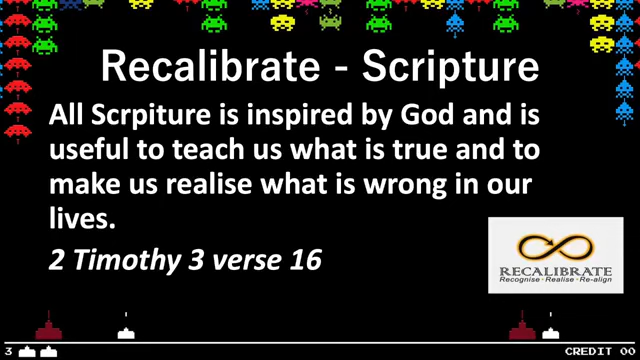 Recalibrate - Scripture
All Scrpiture is inspired by God and is
useful to teach us what is true and to
make us realise what is wrong in our
lives.
2 Timothy 3 verse 16
RECALIBRATE
Recognise · Realise · Re-align
3
CREDIT 00